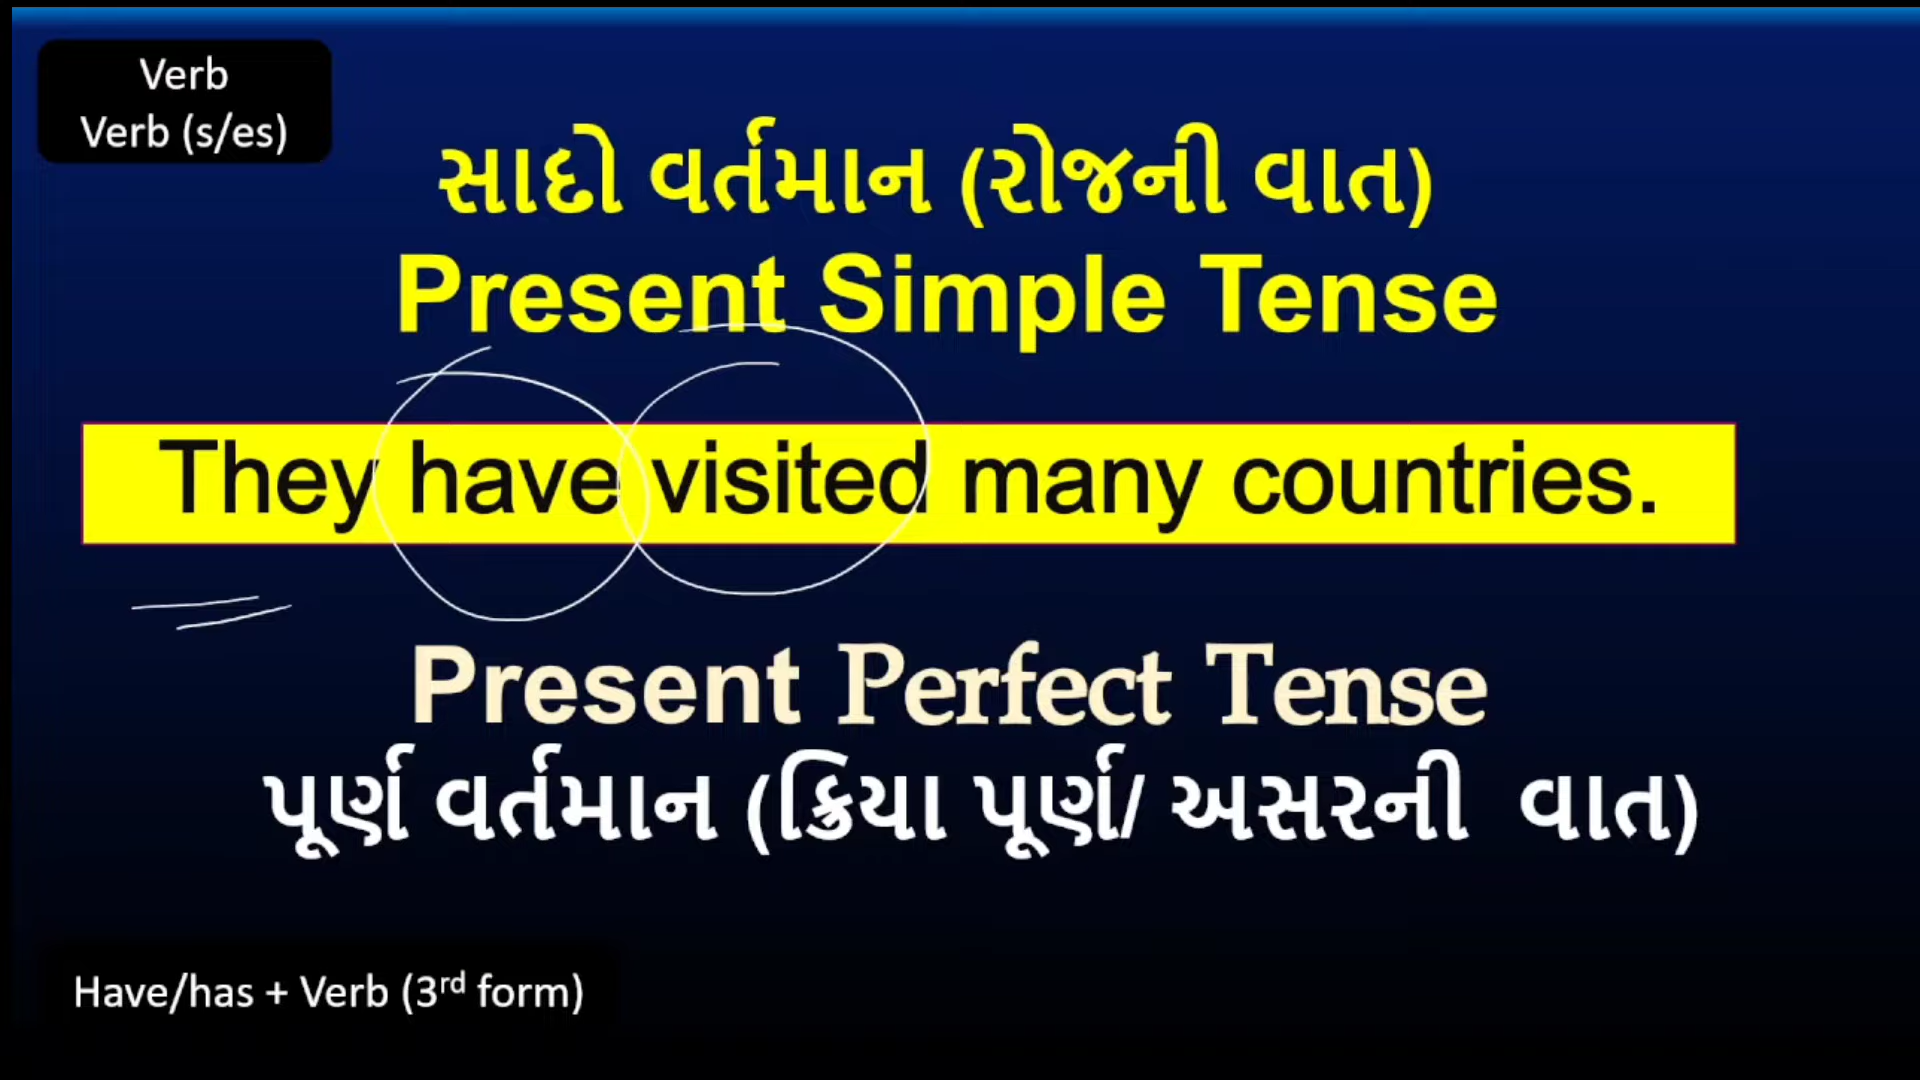 Verb
Verb (s/es)
સાદો વર્તમાન (રોજની વાત)
Present Simple Tense
They have visited many countries.
Present Perfect Tense
પૂર્ણ વર્તમાન (ક્રિયા પૂર્ણ/ અસરની વાત)
Have/has + Verb (3rd form)